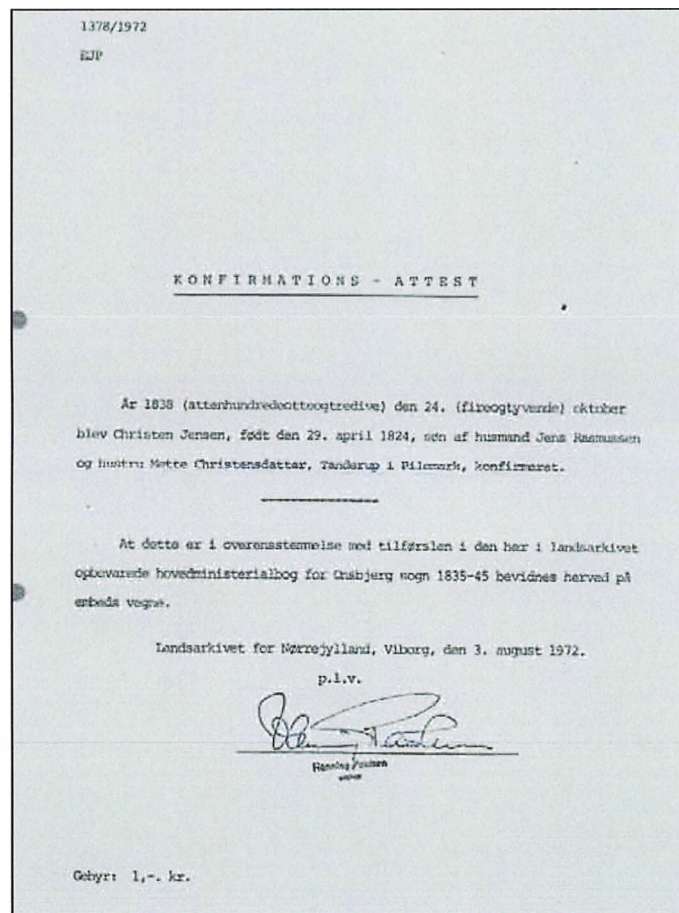 1378/1972
HJP
KONFIRMATIONS - ATTEST
År 1838 (attenhundredeotteogtredive) den 24. (fireogtyvende) oktober
blev Christen Jensen, født den 29. april 1824, søn af husmand Jens Rasmussen
og hustru Mette Christensdatter, Tanderup i Pilemark, konfirmeret.
At dette er i overensstemmelse med tilførslen i den her i landsarkivet
opbevarede hovedministerialbog for Onsbjerg sogn 1835-45 bevidnes herved på
embeds vegne.
Landsarkivet for Nørrejylland, Viborg, den 3. august 1972.
p.l.v.
Henning Paulsen
Gebyr: 1,-. kr.